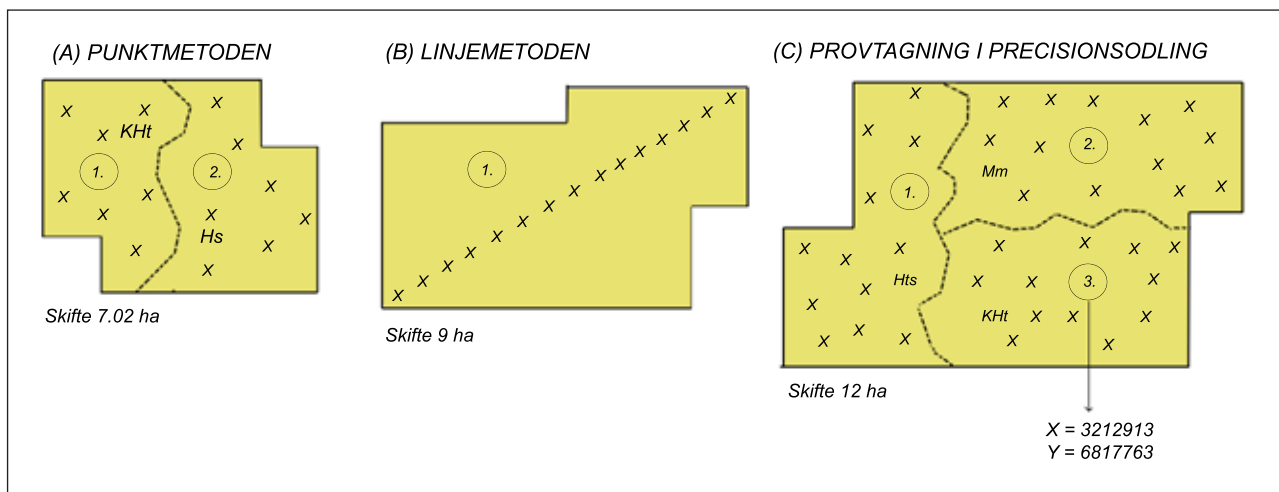 (A) PUNKTMETODEN
KHt
1.
2.
Hs
Skifte 7.02 ha
(B) LINJEMETODEN
1.
Skifte 9 ha
(C) PROVTAGNING I PRECISIONSODLING
2.
Mm
1.
Hts
3.
KHt
Skifte 12 ha
X = 3212913
Y = 6817763